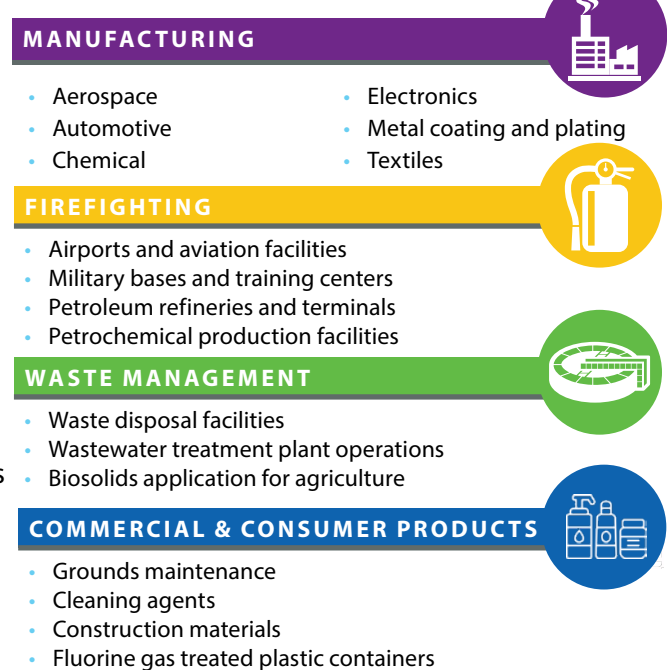 MANUFACTURING
• Aerospace
• Automotive
• Chemical
• Electronics
• Metal coating and plating
• Textiles
FIREFIGHTING
• Airports and aviation facilities
• Military bases and training centers
• Petroleum refineries and terminals
• Petrochemical production facilities
WASTE MANAGEMENT
• Waste disposal facilities
• Wastewater treatment plant operations
s
• Biosolids application for agriculture
COMMERCIAL & CONSUMER PRODUCTS
• Grounds maintenance
• Cleaning agents
• Construction materials
• Fluorine gas treated plastic containers